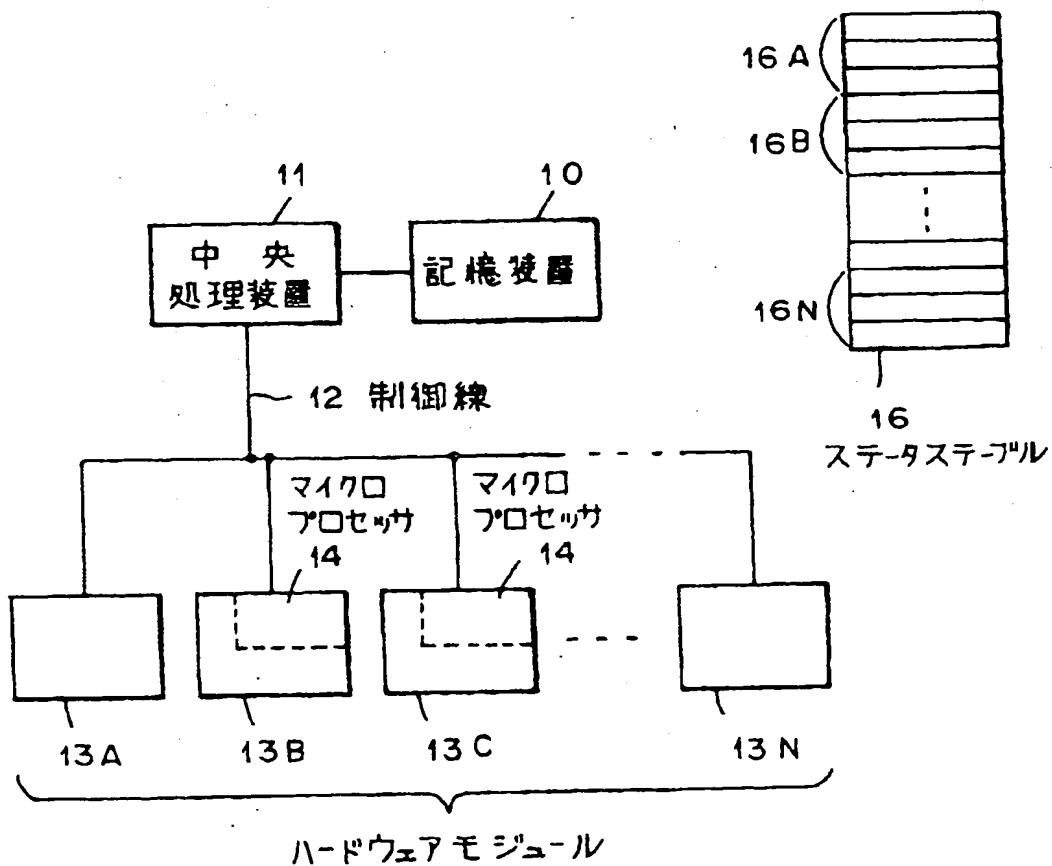 16A
16B
16N
16
ステータステーブル
11
中央
処理装置
10
記憶装置
12 制御線
マイクロ
プロセッサ
14
マイクロ
プロセッサ
14
13A
13B
13C
13N
ハードウェアモジュール